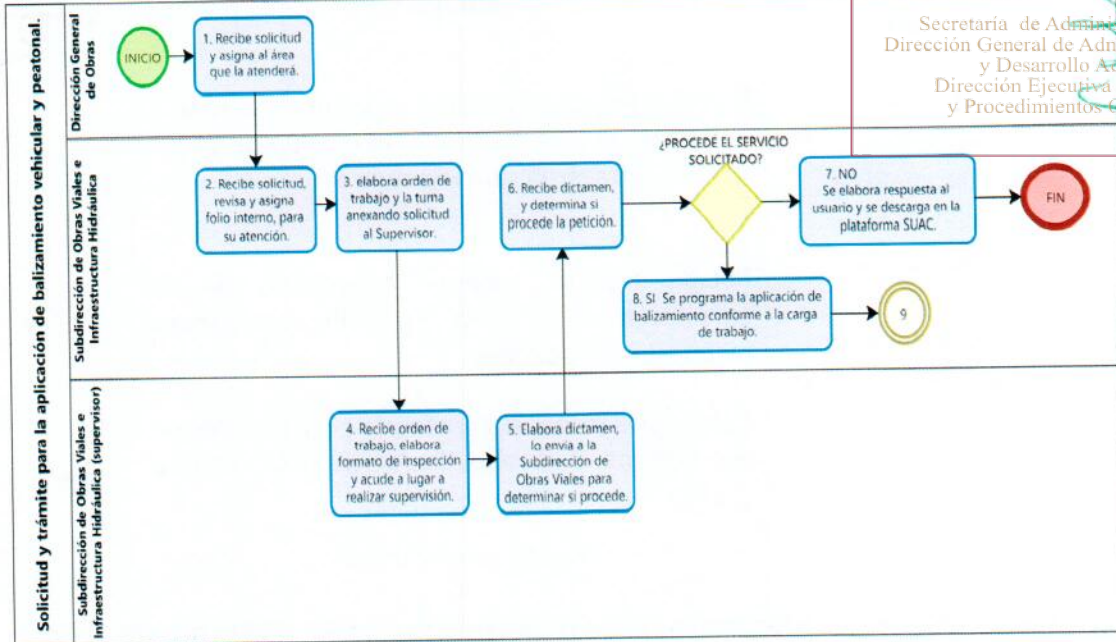 Solicitud y trámite para la aplicación de balizamiento vehicular y peatonal.
Dirección General
de Obras
INICIO
1. Recibe solicitud
y asigna al área
que la atenderá.
Secretaría de
Dirección General de
y Desarrollo
Dirección Ejecutiva
y Procedimientos
Subdirección de Obras Viales e
Infraestructura Hidráulica
2. Recibe solicitud,
revisa y asigna
folio interno, para
su atención.
3. elabora orden de
trabajo y la turna
anexando solicitud
al Supervisor.
6. Recibe dictamen,
y determina si
procede la petición.
¿PROCEDE EL SERVICIO
SOLICITADO?
7. NO
Se elabora respuesta al
usuario y se descarga en la
plataforma SUAC.
FIN
8. SI Se programa la aplicación de
balizamiento conforme a la carga
de trabajo.
9
Subdirección de Obras Viales e
Infraestructura Hidráulica (supervisor)
4. Recibe orden de
trabajo, elabora
formato de inspección
y acude a lugar a
realizar supervisión.
5. Elabora dictamen,
lo envia a la
Subdirección de
Obras Viales para
determinar si procede.